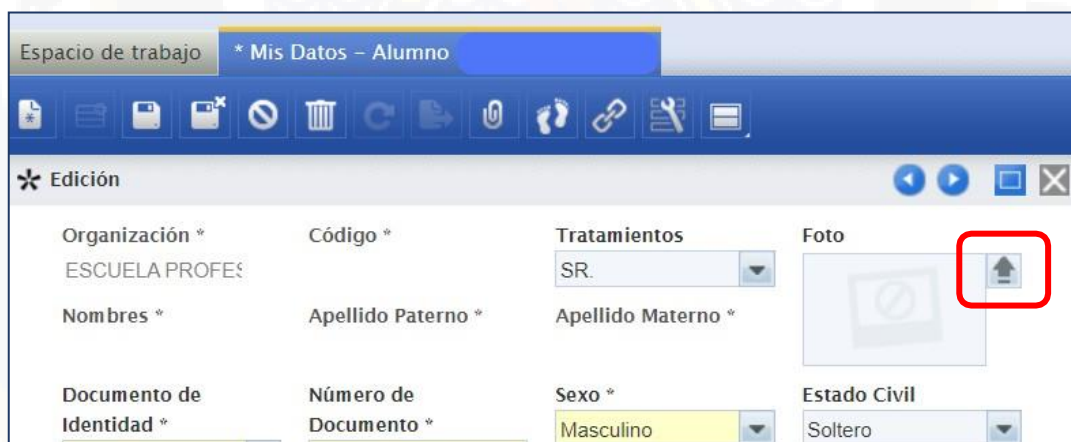 Espacio de trabajo * Mis Datos – Alumno
Edición
Organización * Código * Tratamientos Foto
ESCUELA PROFES SR.
Nombres * Apellido Paterno * Apellido Materno *
Documento de Número de Sexo * Estado Civil
Identidad * Documento * Masculino Soltero